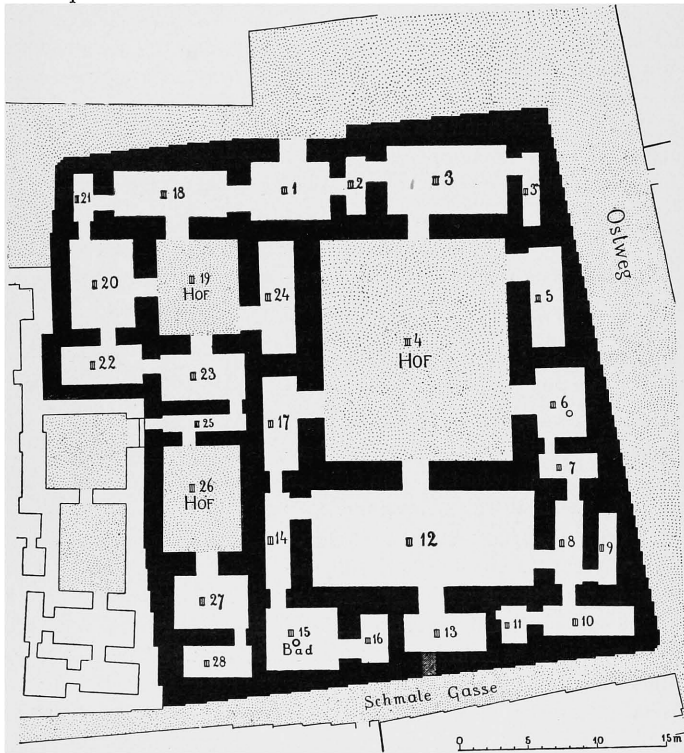 III 1
III 2
III 3
III 3'
III 21
III 18
Ostweg
III 20
III 19
HOF
III 24
III 4
HOF
III 5
III 22
III 23
III 17
III 6
III 25
III 7
III 26
HOF
III 14
III 12
III 8
III 9
III 27
III 15
Bad
III 16
III 13
III 11
III 10
III 28
Schmale Gasse
0 5 10 15 m